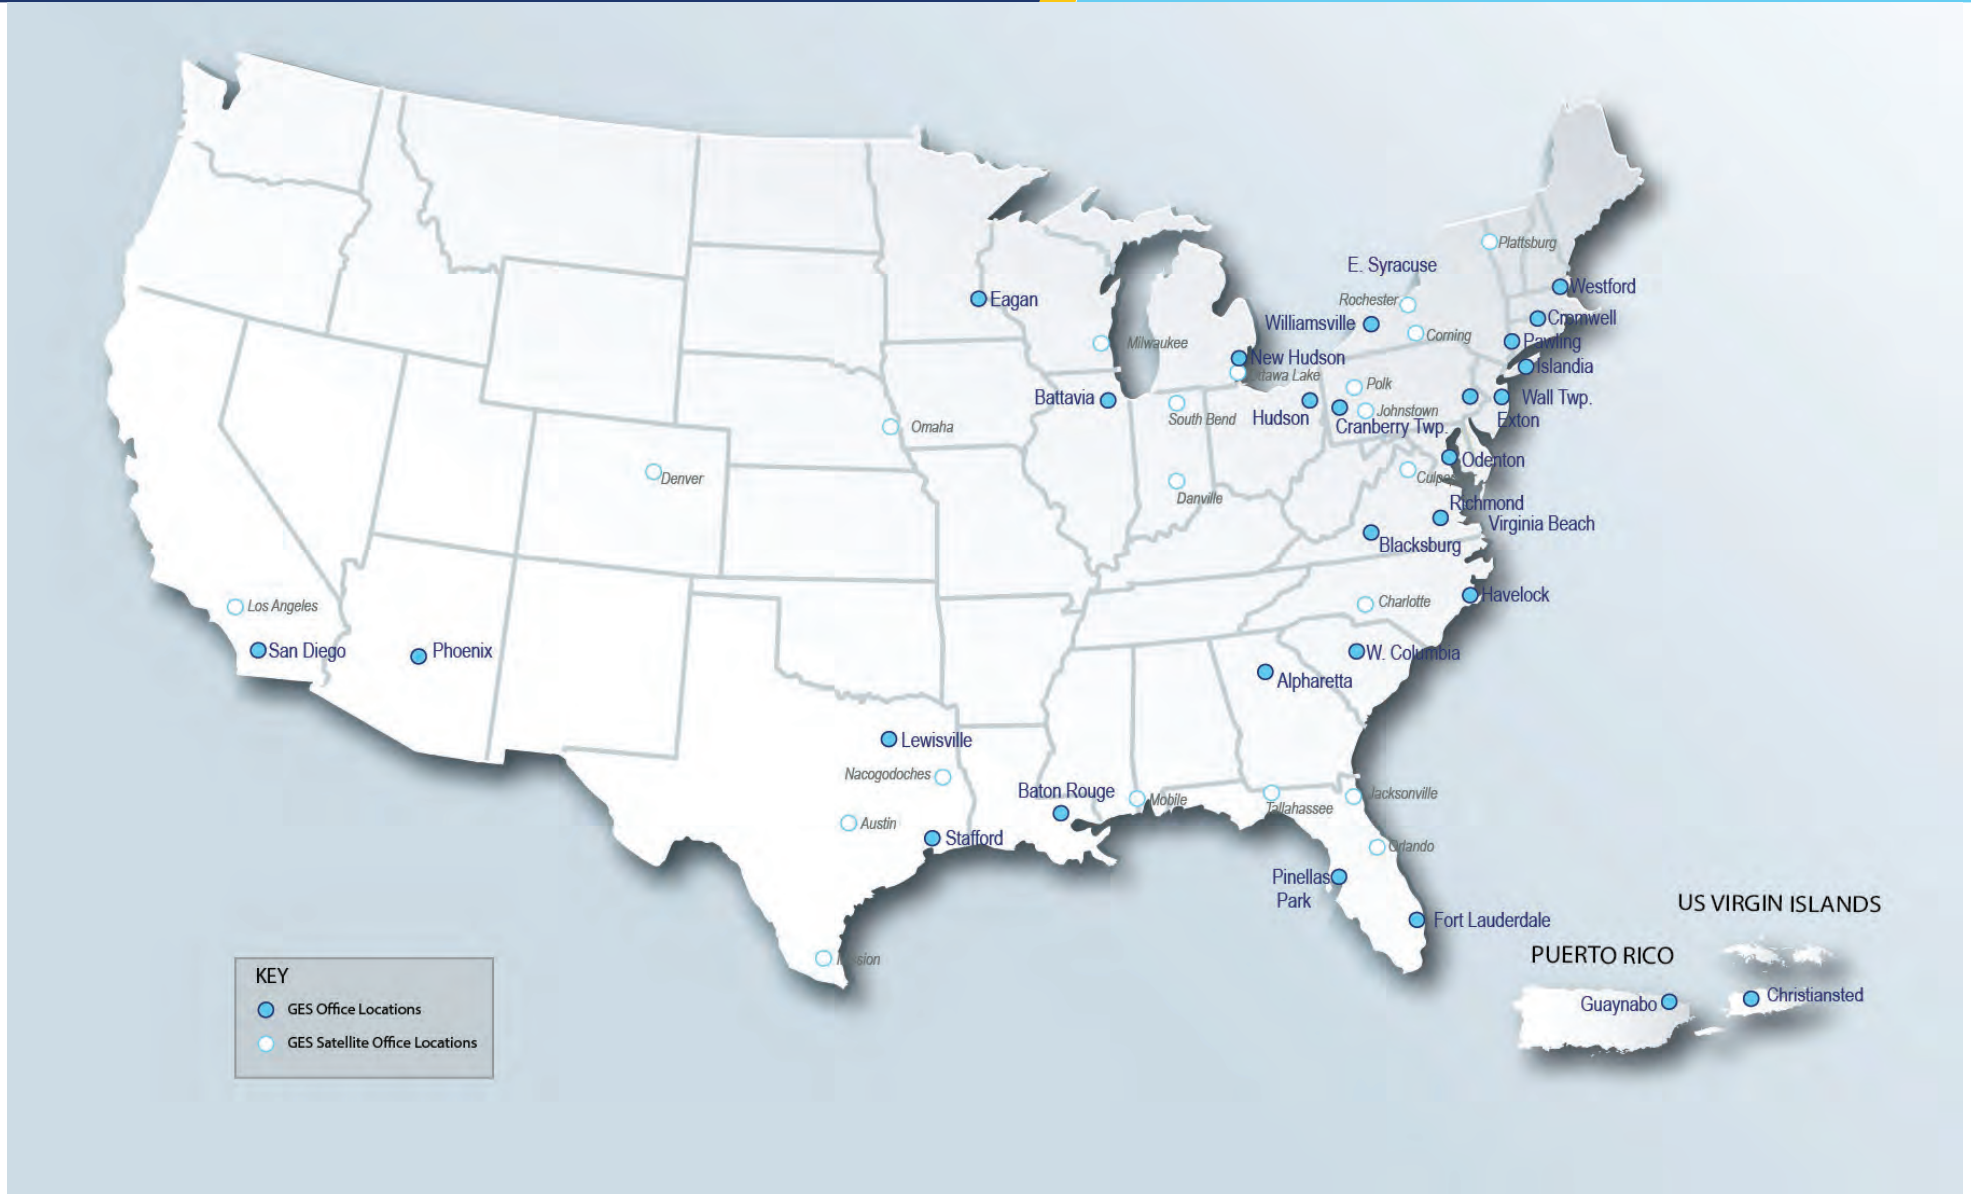 Plattsburg
E. Syracuse
Westford
Eagan
Rochester
Cromwell
Williamsville
Corning
Pawling
Milwaukee
New Hudson
Islandia
Ottawa Lake
Polk
Battavia
Wall Twp.
South Bend
Hudson
Johnstown
Exton
Cranberry Twp.
Omaha
Odenton
Denver
Danville
Richmond
Virginia Beach
Blacksburg
Havelock
Charlotte
Los Angeles
San Diego
Phoenix
W. Columbia
Alpharetta
Lewisville
Nacogodoches
Baton Rouge
Mobile
Jacksonville
Tallahassee
Austin
Stafford
Orlando
Pinellas
Park
Fort Lauderdale
US VIRGIN ISLANDS
PUERTO RICO
Guaynabo
Christiansted
KEY
GES Office Locations
GES Satellite Office Locations